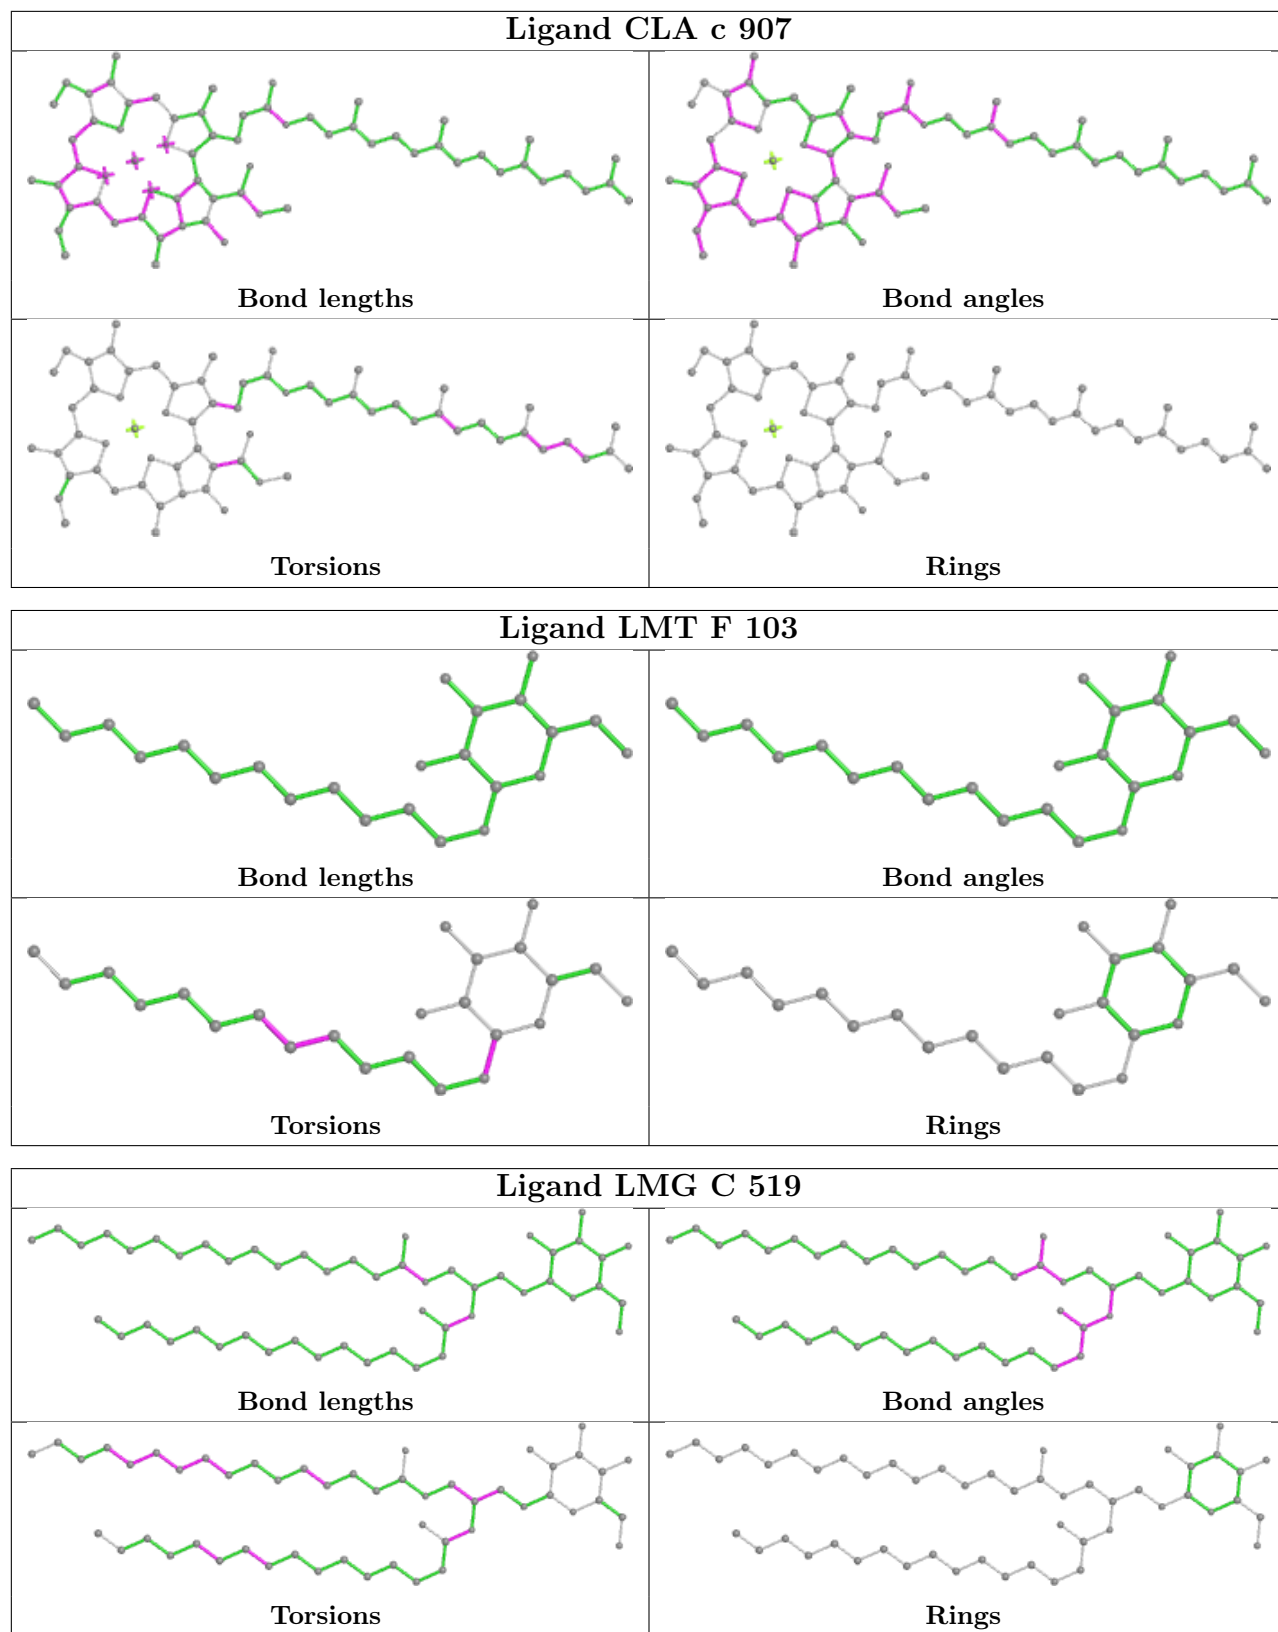 Ligand CLA c 907
Bond lengths
Bond angles
Torsions
Rings
Ligand LMT F 103
Bond lengths
Bond angles
Torsions
Rings
Ligand LMG C 519
Bond lengths
Bond angles
Torsions
Rings